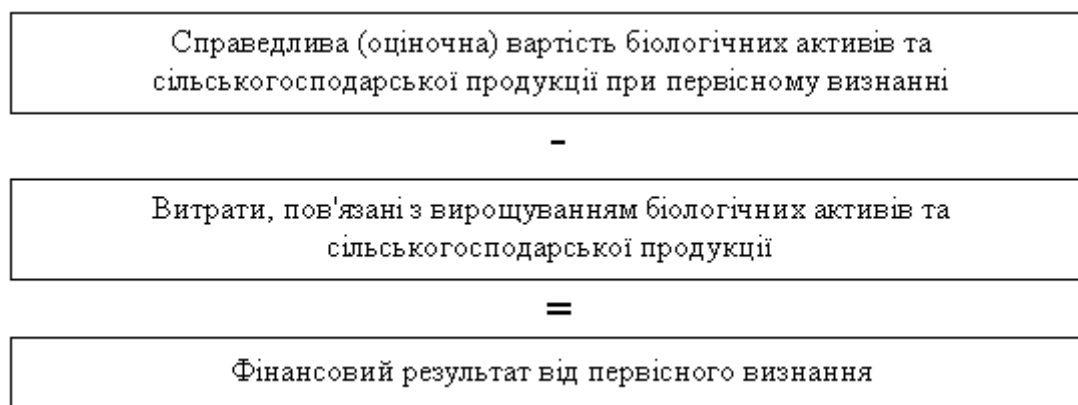 Справедлива (оціночна) вартість біологічних активів та
сільськогосподарської продукції при первісному визнанні
-
Витрати, пов'язані з вирощуванням біологічних активів та
сільськогосподарської продукції
=
Фінансовий результат від первісного визнання